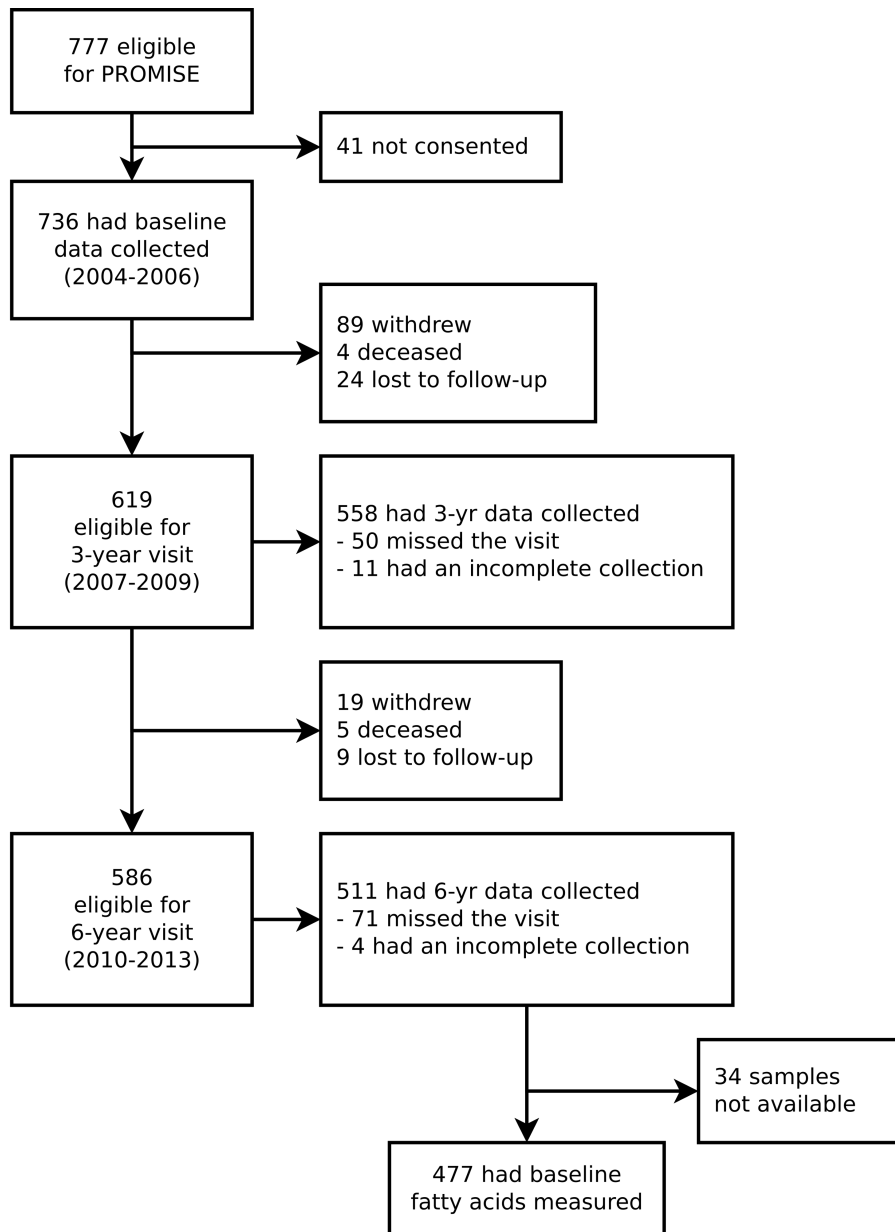 777 eligible
for PROMISE
41 not consented
736 had baseline
data collected
(2004-2006)
89 withdrew
4 deceased
24 lost to follow-up
619
eligible for
3-year visit
(2007-2009)
558 had 3-yr data collected
- 50 missed the visit
- 11 had an incomplete collection
19 withdrew
5 deceased
9 lost to follow-up
586
eligible for
6-year visit
(2010-2013)
511 had 6-yr data collected
- 71 missed the visit
- 4 had an incomplete collection
34 samples
not available
477 had baseline
fatty acids measured